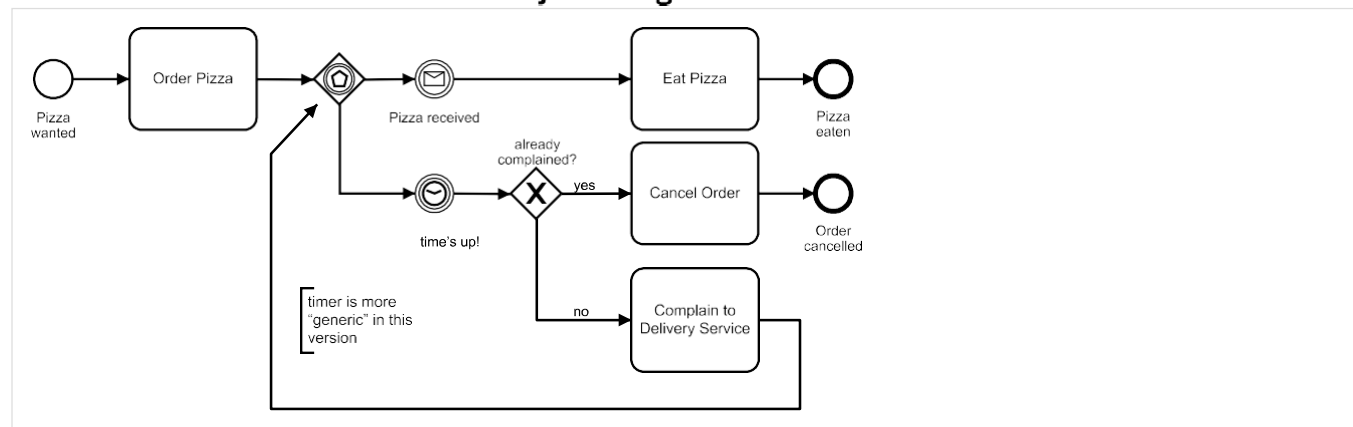 Pizza
wanted
Order Pizza
Pizza received
Eat Pizza
Pizza
eaten
already
complained?
yes
Cancel Order
Order
cancelled
time's up!
timer is more
“generic” in this
version
no
Complain to
Delivery Service